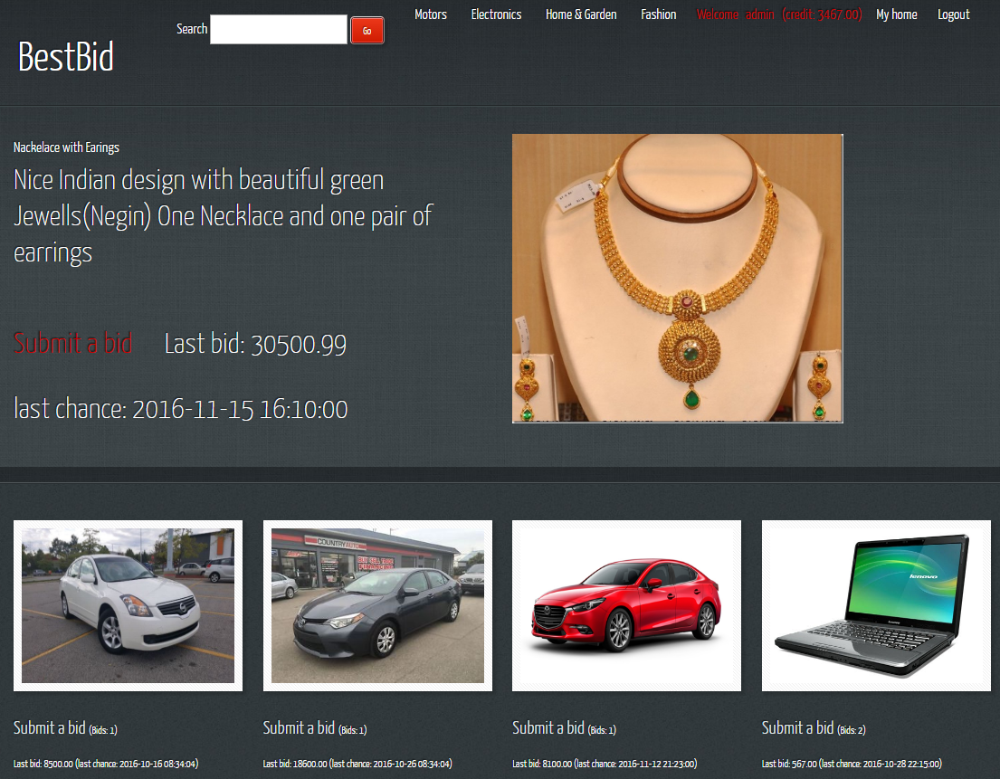 Motors Electronics Home & Garden Fashion Welcome admin (credit: 3467.00) My home Logout
Search Go
BestBid
Nackelace with Earings
Nice Indian design with beautiful green
Jewells(Negin) One Necklace and one pair of
earrings
Submit a bid Last bid: 30500.99
last chance: 2016-11-15 16:10:00
COUNTRY AUTO
BUY SELL TRADE
FINANCING
lenovo
Submit a bid (Bids: 1)
Submit a bid (Bids: 1)
Submit a bid (Bids: 1)
Submit a bid (Bids: 2)
Last bid: 8500.00 (last chance: 2016-10-16 08:34:04)
Last bid: 18600.00 (last chance: 2016-10-26 08:34:04)
Last bid: 8100.00 (last chance: 2016-11-12 21:23:00)
Last bid: 567.00 (last chance: 2016-10-28 22:15:00)